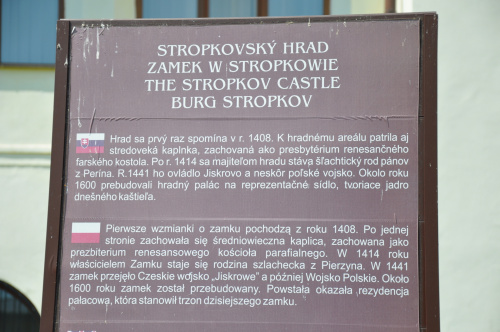 STROPKOVSKÝ HRAD
ZAMEK W STROPKOWIE
THE STROPKOV CASTLE
BURG STROPKOV
Hrad sa prvý raz spomína v r. 1408. K hradnému areálu patrila aj
stredoveká kaplnka, zachovaná ako presbytérium renesančného
farského kostola. Po r. 1414 sa majiteľom hradu stáva šľachtický rod pánov
z Perína. R.1441 ho ovládlo Jiskrovo a neskôr poľské vojsko. Okolo roku
1600 prebudovali hradný palác na reprezentačné sídlo, tvoriace jadro
dnešného kaštieľa.
Pierwsze wzmianki o zamku pochodzą z roku 1408. Po jednej
stronie zachowała się średniowieczna kaplica, zachowana jako
prezbiterium renesansowego kościoła parafialnego. W 1414 roku
właścicielem Zamku staje się rodzina szlachecka z Pierzyna. W 1441
zamek przejęło Czeskie wojsko „Jiskrowe” a później Wojsko Polskie. Około
1600 roku zamek został przebudowany. Powstała okazała rezydencja
pałacowa, która stanowił trzon dzisiejszego zamku.